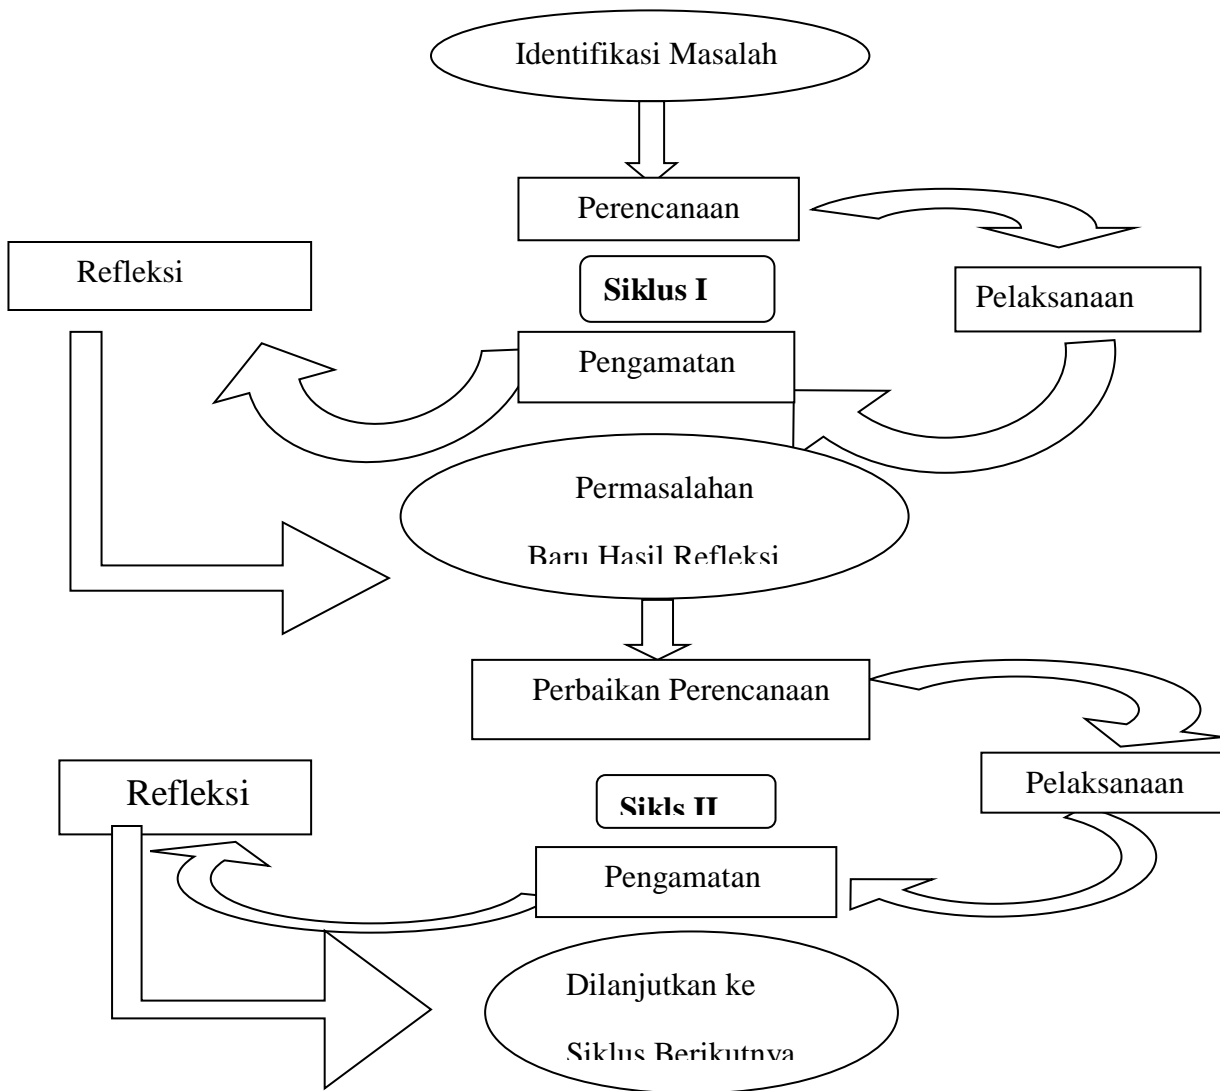 Identifikasi Masalah
Perencanaan
Refleksi
Siklus I
Pelaksanaan
Pengamatan
Permasalahan
Baru Hasil Refleksi
Perbaikan Perencanaan
Refleksi
Sikls II
Pelaksanaan
Pengamatan
Dilanjutkan ke
Siklus Berikutnya